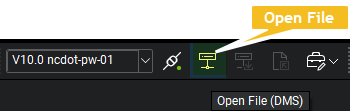 Open File
V10.0 ncdot-pw-01
Open File (DMS)